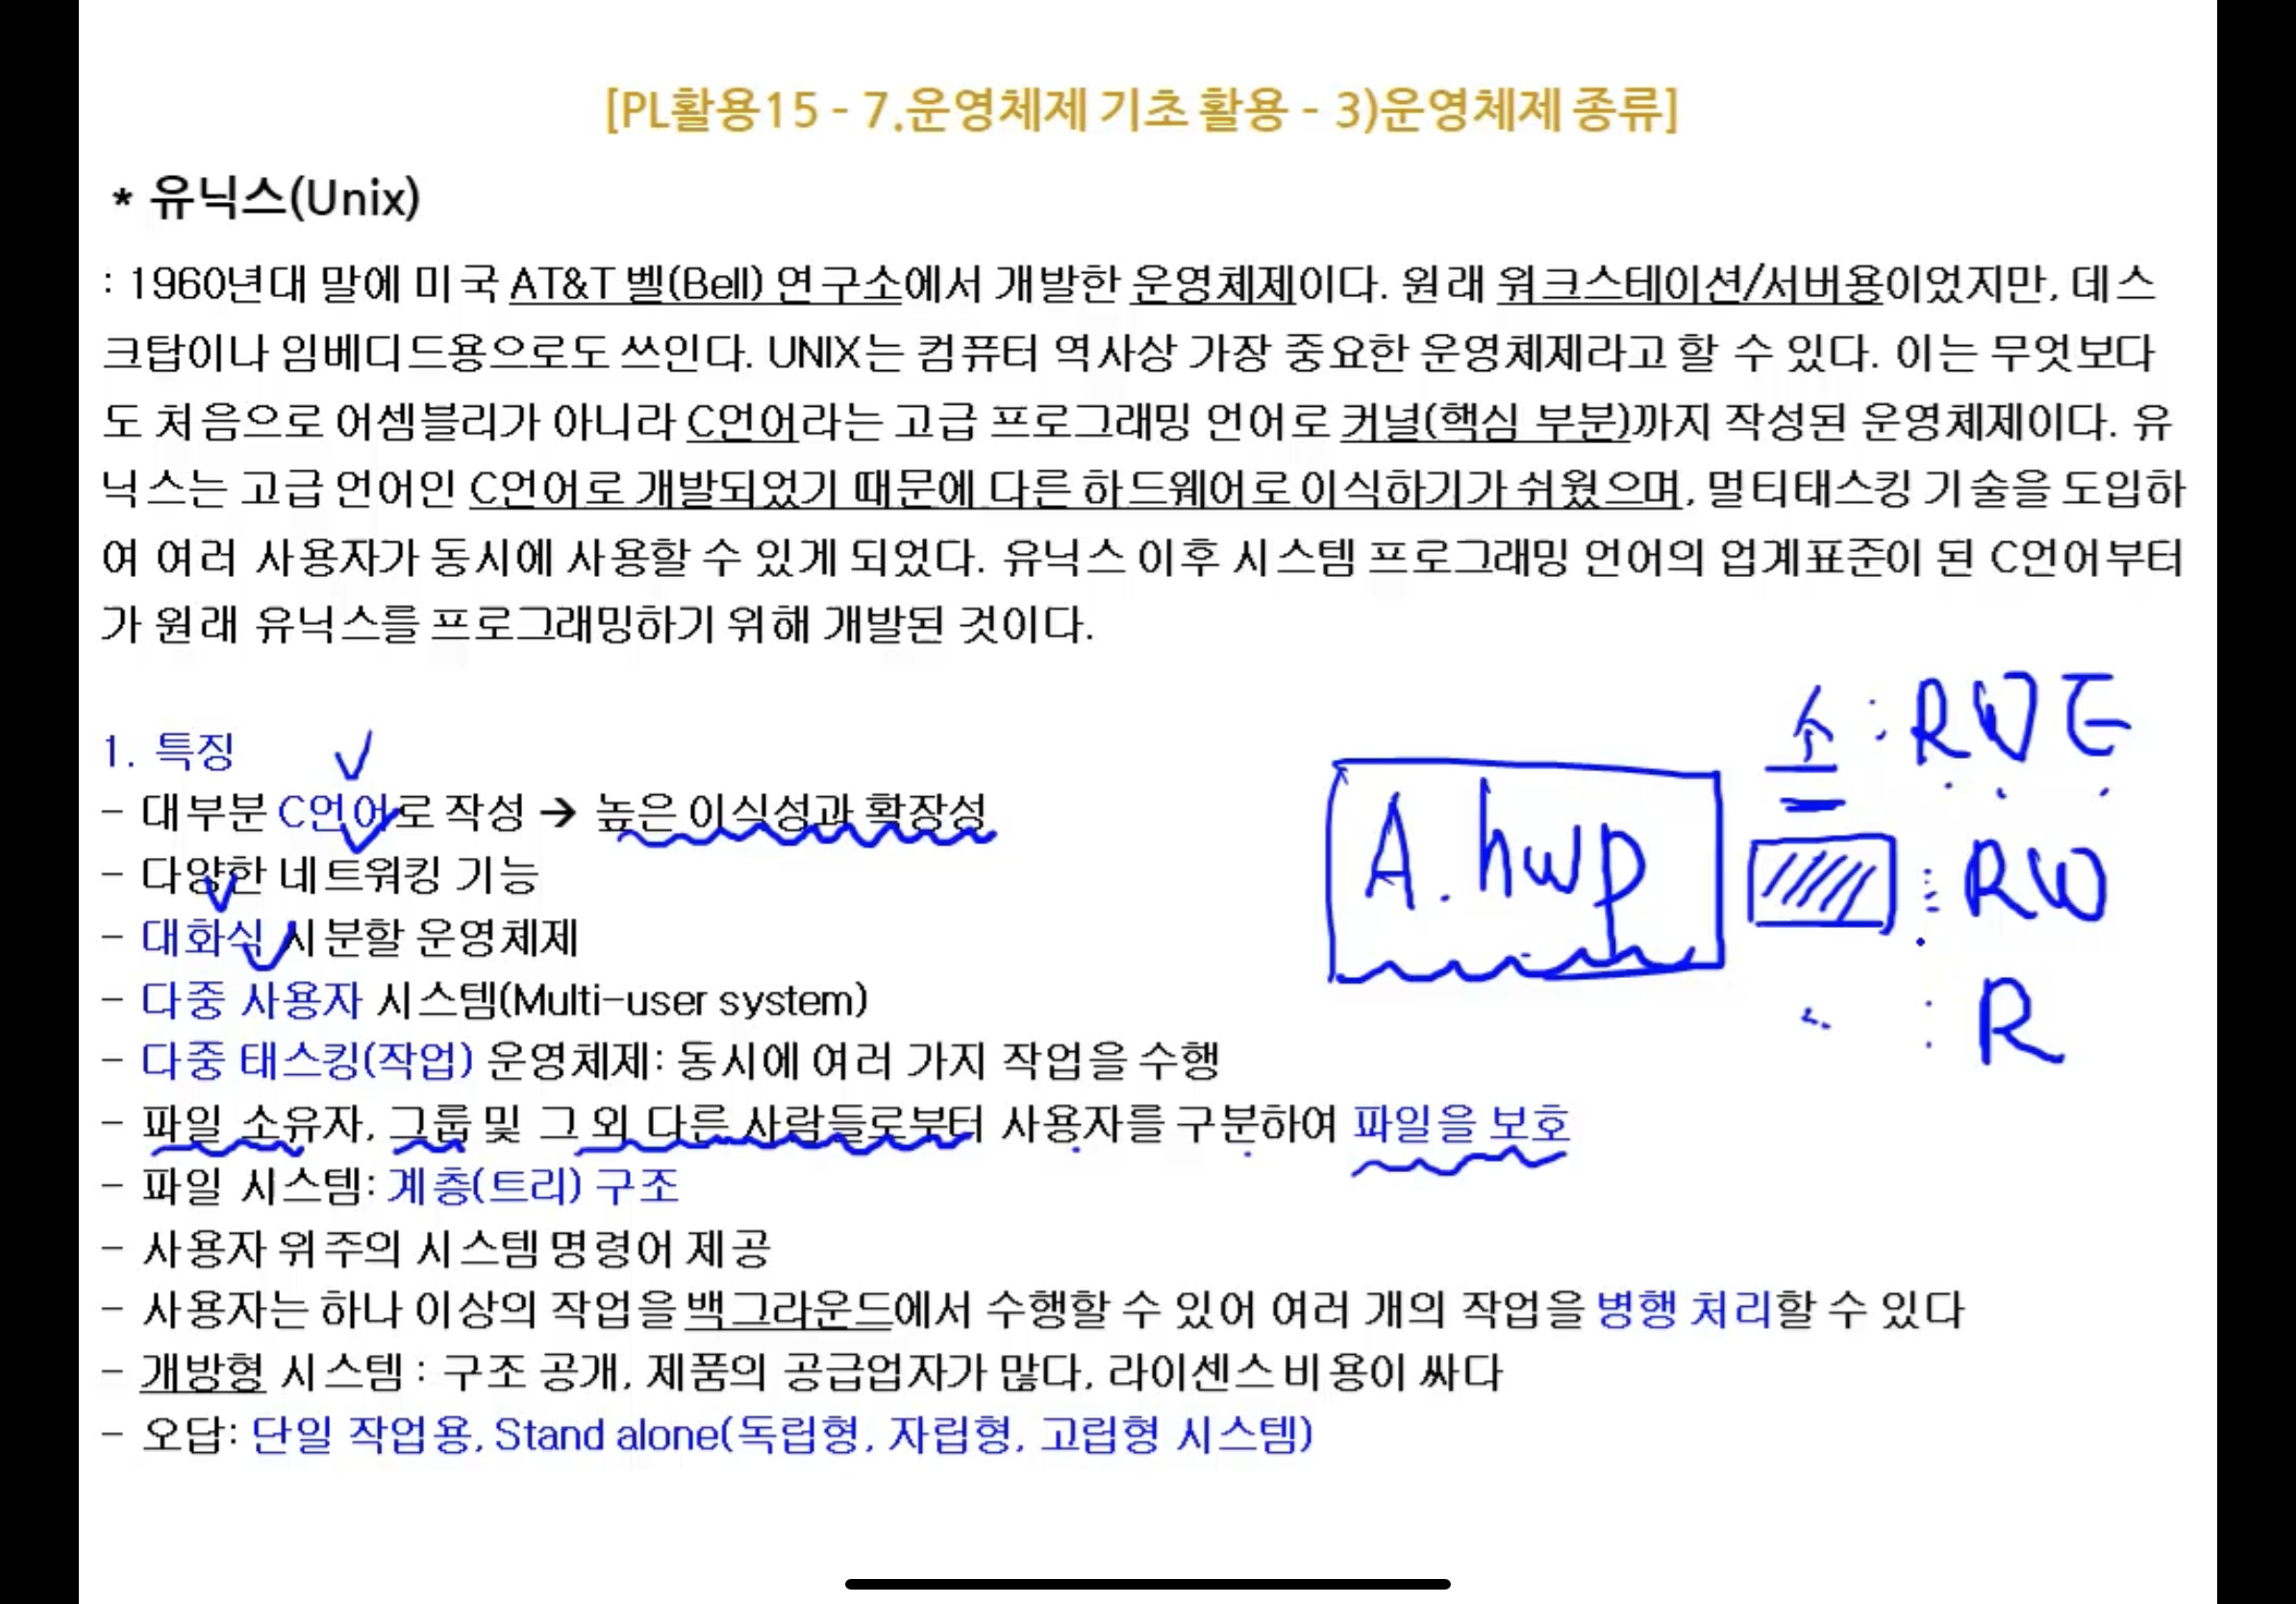 [PL활용15 - 7.운영체제 기초 활용 - 3)운영체제 종류]
* 유닉스(Unix)
: 1960년대 말에 미국 AT&T 벨(Bell) 연구소에서 개발한 운영체제이다. 원래 워크스테이션/서버용이었지만, 데스
크탑이나 임베디드용으로도 쓰인다. UNIX는 컴퓨터 역사상 가장 중요한 운영체제라고 할 수 있다. 이는 무엇보다
도 처음으로 어셈블리가 아니라 C언어라는 고급 프로그래밍 언어로 커널(핵심 부분)까지 작성된 운영체제이다. 유
닉스는 고급 언어인 C언어로 개발되었기 때문에 다른 하드웨어로 이식하기가 쉬웠으며, 멀티태스킹 기술을 도입하
여 여러 사용자가 동시에 사용할 수 있게 되었다. 유닉스 이후 시스템 프로그래밍 언어의 업계표준이 된 C언어부터
가 원래 유닉스를 프로그래밍하기 위해 개발된 것이다.
1. 특징
- 대부분 C언어로 작성 → 높은 이식성과 확장성
- 다양한 네트워킹 기능
- 대화식 시분할 운영체제
- 다중 사용자 시스템(Multi-user system)
- 다중 태스킹(작업) 운영체제: 동시에 여러 가지 작업을 수행
- 파일 소유자, 그룹 및 그 외 다른 사람들로부터 사용자를 구분하여 파일을 보호
- 파일 시스템: 계층(트리) 구조
- 사용자 위주의 시스템 명령어 제공
- 사용자는 하나 이상의 작업을 백그라운드에서 수행할 수 있어 여러 개의 작업을 병행 처리할 수 있다
- 개방형 시스템 : 구조 공개, 제품의 공급업자가 많다, 라이센스 비용이 싸다
- 오답: 단일 작업용, Stand alone(독립형, 자립형, 고립형 시스템)
A.hwp
소 : RWE
: RW
: R